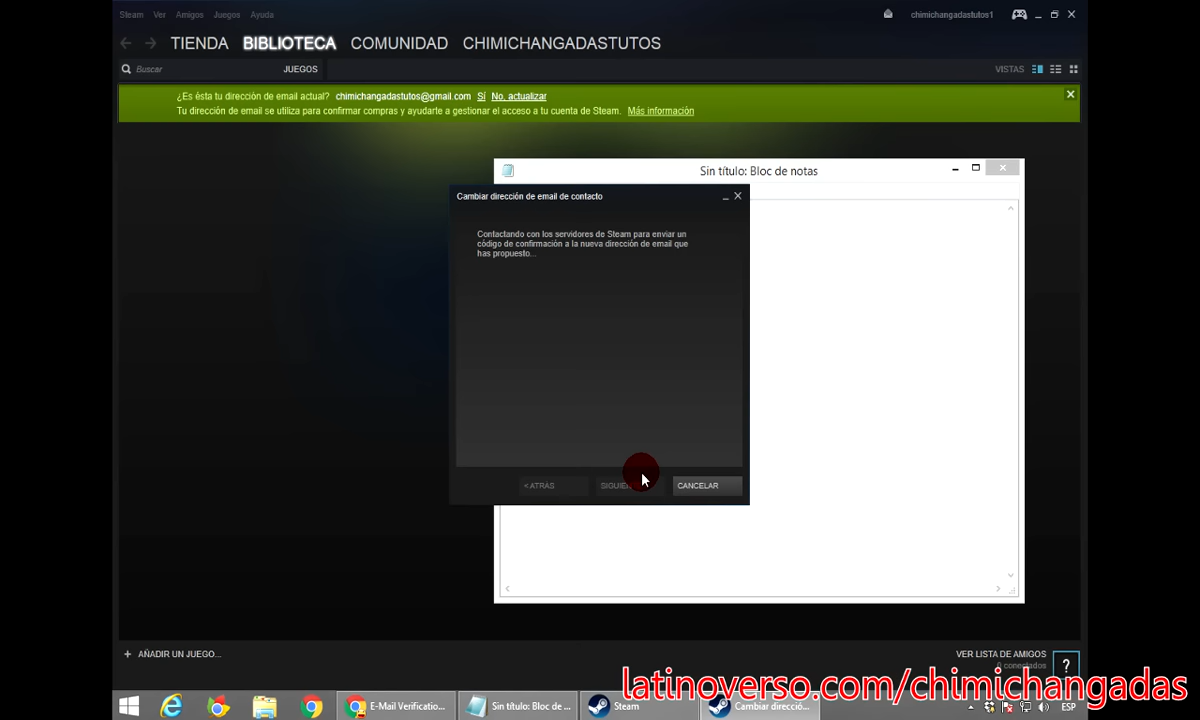 Steam Ver Amigos Juegos Ayuda
chimichangadastutos1
TIENDA BIBLIOTECA COMUNIDAD CHIMICHANGADASTUTOS
Buscar
JUEGOS
VISTAS
¿Es ésta tu dirección de email actual? chimichangadastutos@gmail.com Sí No, actualizar
Tu dirección de email se utiliza para confirmar compras y ayudarte a gestionar el acceso a tu cuenta de Steam. Más información
Sin título: Bloc de notas
Cambiar dirección de email de contacto
Contactando con los servidores de Steam para enviar un
código de confirmación a la nueva dirección de email que
has propuesto...
< ATRÁS
CANCELAR
+ AÑADIR UN JUEGO...
VER LISTA DE AMIGOS
0 conectados
?
latinoverso.com/chimichangadas
E-Mail Verificatio...
Sin título: Bloc de ...
Steam
Cambiar direcció...
ESP